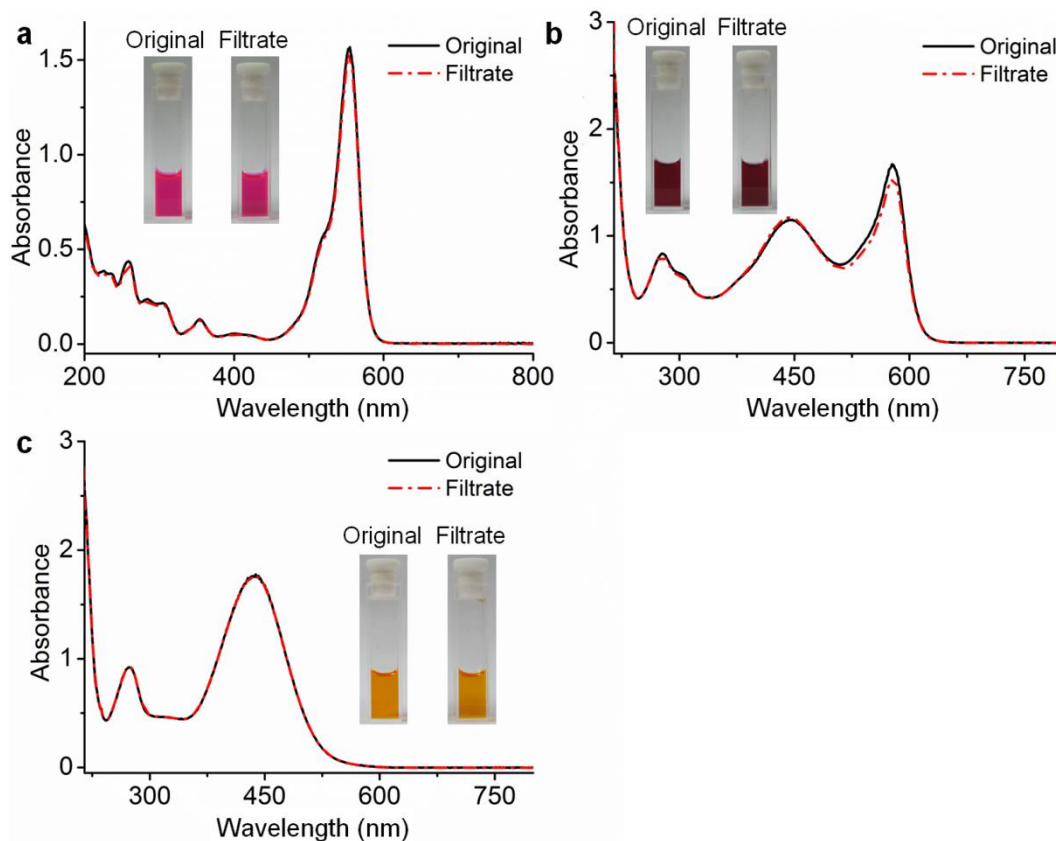 a
Original Filtrate
Original
Filtrate
1.5
1.0
0.5
0.0
Absorbance
200 400 600 800
Wavelength (nm)
b
Original Filtrate
Original
Filtrate
3
2
1
0
Absorbance
300 450 600 750
Wavelength (nm)
c
Original
Filtrate
Original Filtrate
3
2
1
0
Absorbance
300 450 600 750
Wavelength (nm)